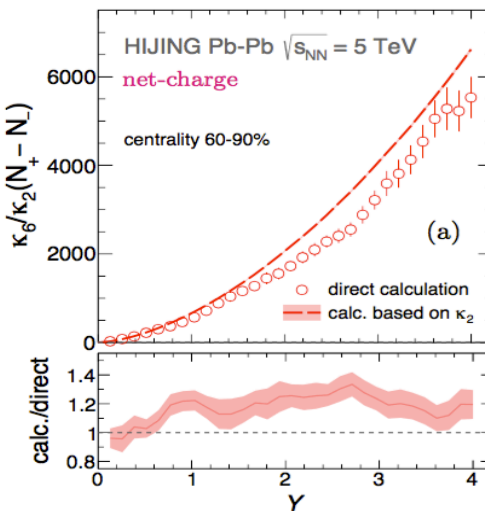 HIJING Pb-Pb √sNN = 5 TeV
net-charge
centrality 60-90%
κ6/κ2(N+ − N-)
6000
4000
2000
0
(a)
direct calculation
calc. based on κ2
calc./direct
1.4
1.2
1
0.8
0 1 2 3 4
Y